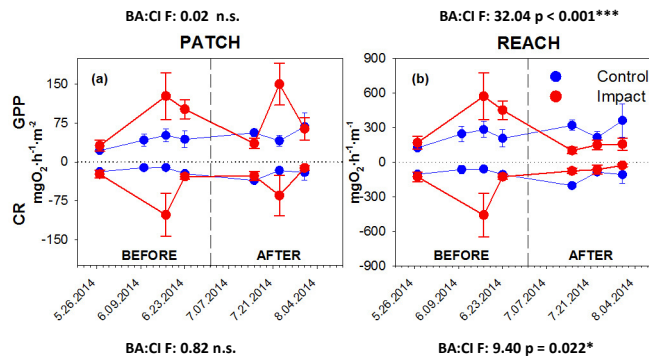 BA:CI F: 0.02 n.s.
BA:CI F: 32.04 p < 0.001***
PATCH
REACH
GPP
CR
mgO₂·h⁻¹m⁻²
mgO₂·h⁻¹m⁻²
150
75
0
-75
-150
(a)
BEFORE
AFTER
5.26.2014
6.09.2014
6.23.2014
7.07.2014
7.21.2014
8.04.2014
900
600
300
0
-300
-600
-900
(b)
Control
Impact
BEFORE
AFTER
5.26.2014
6.09.2014
6.23.2014
7.07.2014
7.21.2014
8.04.2014
BA:CI F: 0.82 n.s.
BA:CI F: 9.40 p = 0.022*